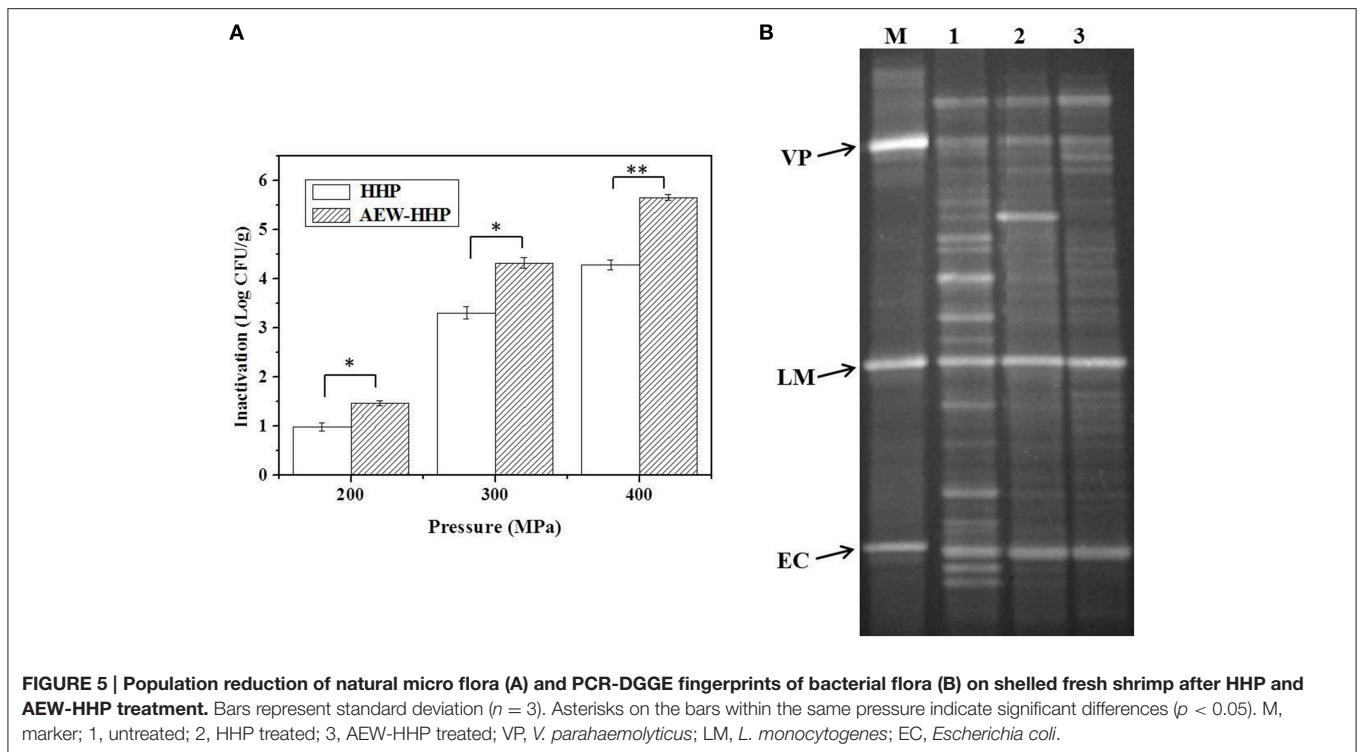 A
B
M 1 2 3
VP
LM
EC
HHP
AEW-HHP
*
*
**
6
5
4
3
2
1
0
Inactivation (Log CFU/g)
200 300 400
Pressure (MPa)
FIGURE 5 | Population reduction of natural micro flora (A) and PCR-DGGE fingerprints of bacterial flora (B) on shelled fresh shrimp after HHP and
AEW-HHP treatment. Bars represent standard deviation (n = 3). Asterisks on the bars within the same pressure indicate significant differences (p < 0.05). M,
marker; 1, untreated; 2, HHP treated; 3, AEW-HHP treated; VP, V. parahaemolyticus; LM, L. monocytogenes; EC, Escherichia coli.